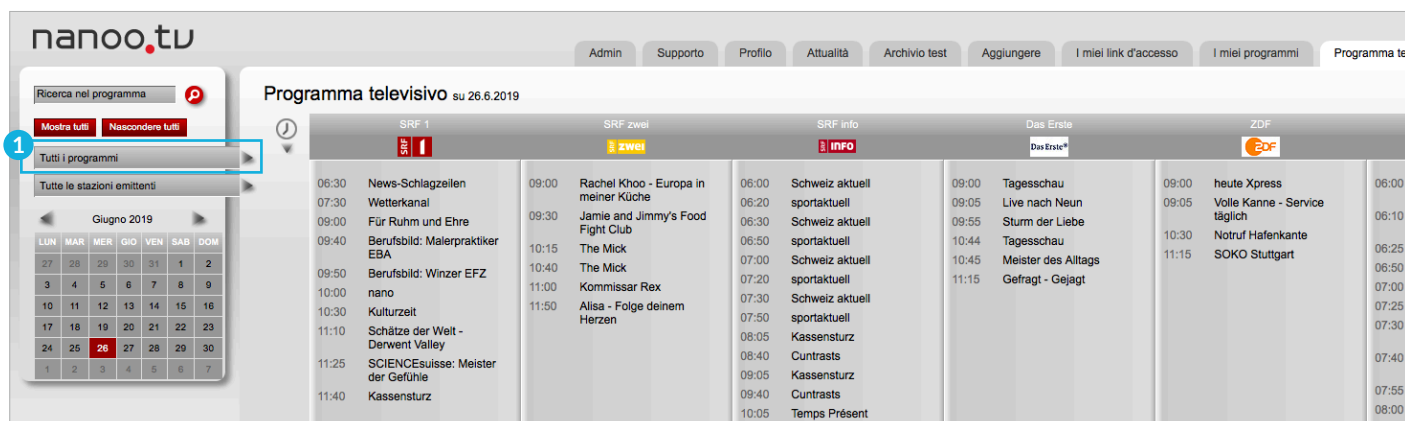 nanoo.tv
Admin Supporto Profilo Attualità Archivio test Aggiungere I miei link d'accesso I miei programmi Programma te
Ricerca nel programma
Mostra tutti Nascondere tutti
1
Tutti i programmi
Tutte le stazioni emittenti
Giugno 2019
LUN MAR MER GIO VEN SAB DOM
27 28 29 30 31 1 2
3 4 5 6 7 8 9
10 11 12 13 14 15 16
17 18 19 20 21 22 23
24 25 26 27 28 29 30
1 2 3 4 5 6 7
Programma televisivo su 26.6.2019
SRF 1
SRF 1
06:30 News-Schlagzeilen
07:30 Wetterkanal
09:00 Für Ruhm und Ehre
09:40 Berufsbild: Malerpraktiker
EBA
09:50 Berufsbild: Winzer EFZ
10:00 nano
10:30 Kulturzeit
11:10 Schätze der Welt -
Derwent Valley
11:25 SCIENCEsuisse: Meister
der Gefühle
11:40 Kassensturz
SRF zwei
SRF zwei
09:00 Rachel Khoo - Europa in
meiner Küche
09:30 Jamie and Jimmy's Food
Fight Club
10:15 The Mick
10:40 The Mick
11:00 Kommissar Rex
11:50 Alisa - Folge deinem
Herzen
SRF info
SRF INFO
06:00 Schweiz aktuell
06:20 sportaktuell
06:30 Schweiz aktuell
06:50 sportaktuell
07:00 Schweiz aktuell
07:20 sportaktuell
07:30 Schweiz aktuell
07:50 sportaktuell
08:05 Kassensturz
08:40 Cuntrasts
09:05 Kassensturz
09:40 Cuntrasts
10:05 Temps Présent
Das Erste
Das Erste
09:00 Tagesschau
09:05 Live nach Neun
09:55 Sturm der Liebe
10:44 Tagesschau
10:45 Meister des Alltags
11:15 Gefragt - Gejagt
ZDF
ZDF
09:00 heute Xpress
09:05 Volle Kanne - Service
täglich
10:30 Notruf Hafenkante
11:15 SOKO Stuttgart
06:00
06:10
06:25
06:50
07:00
07:25
07:30
07:40
07:55
08:00